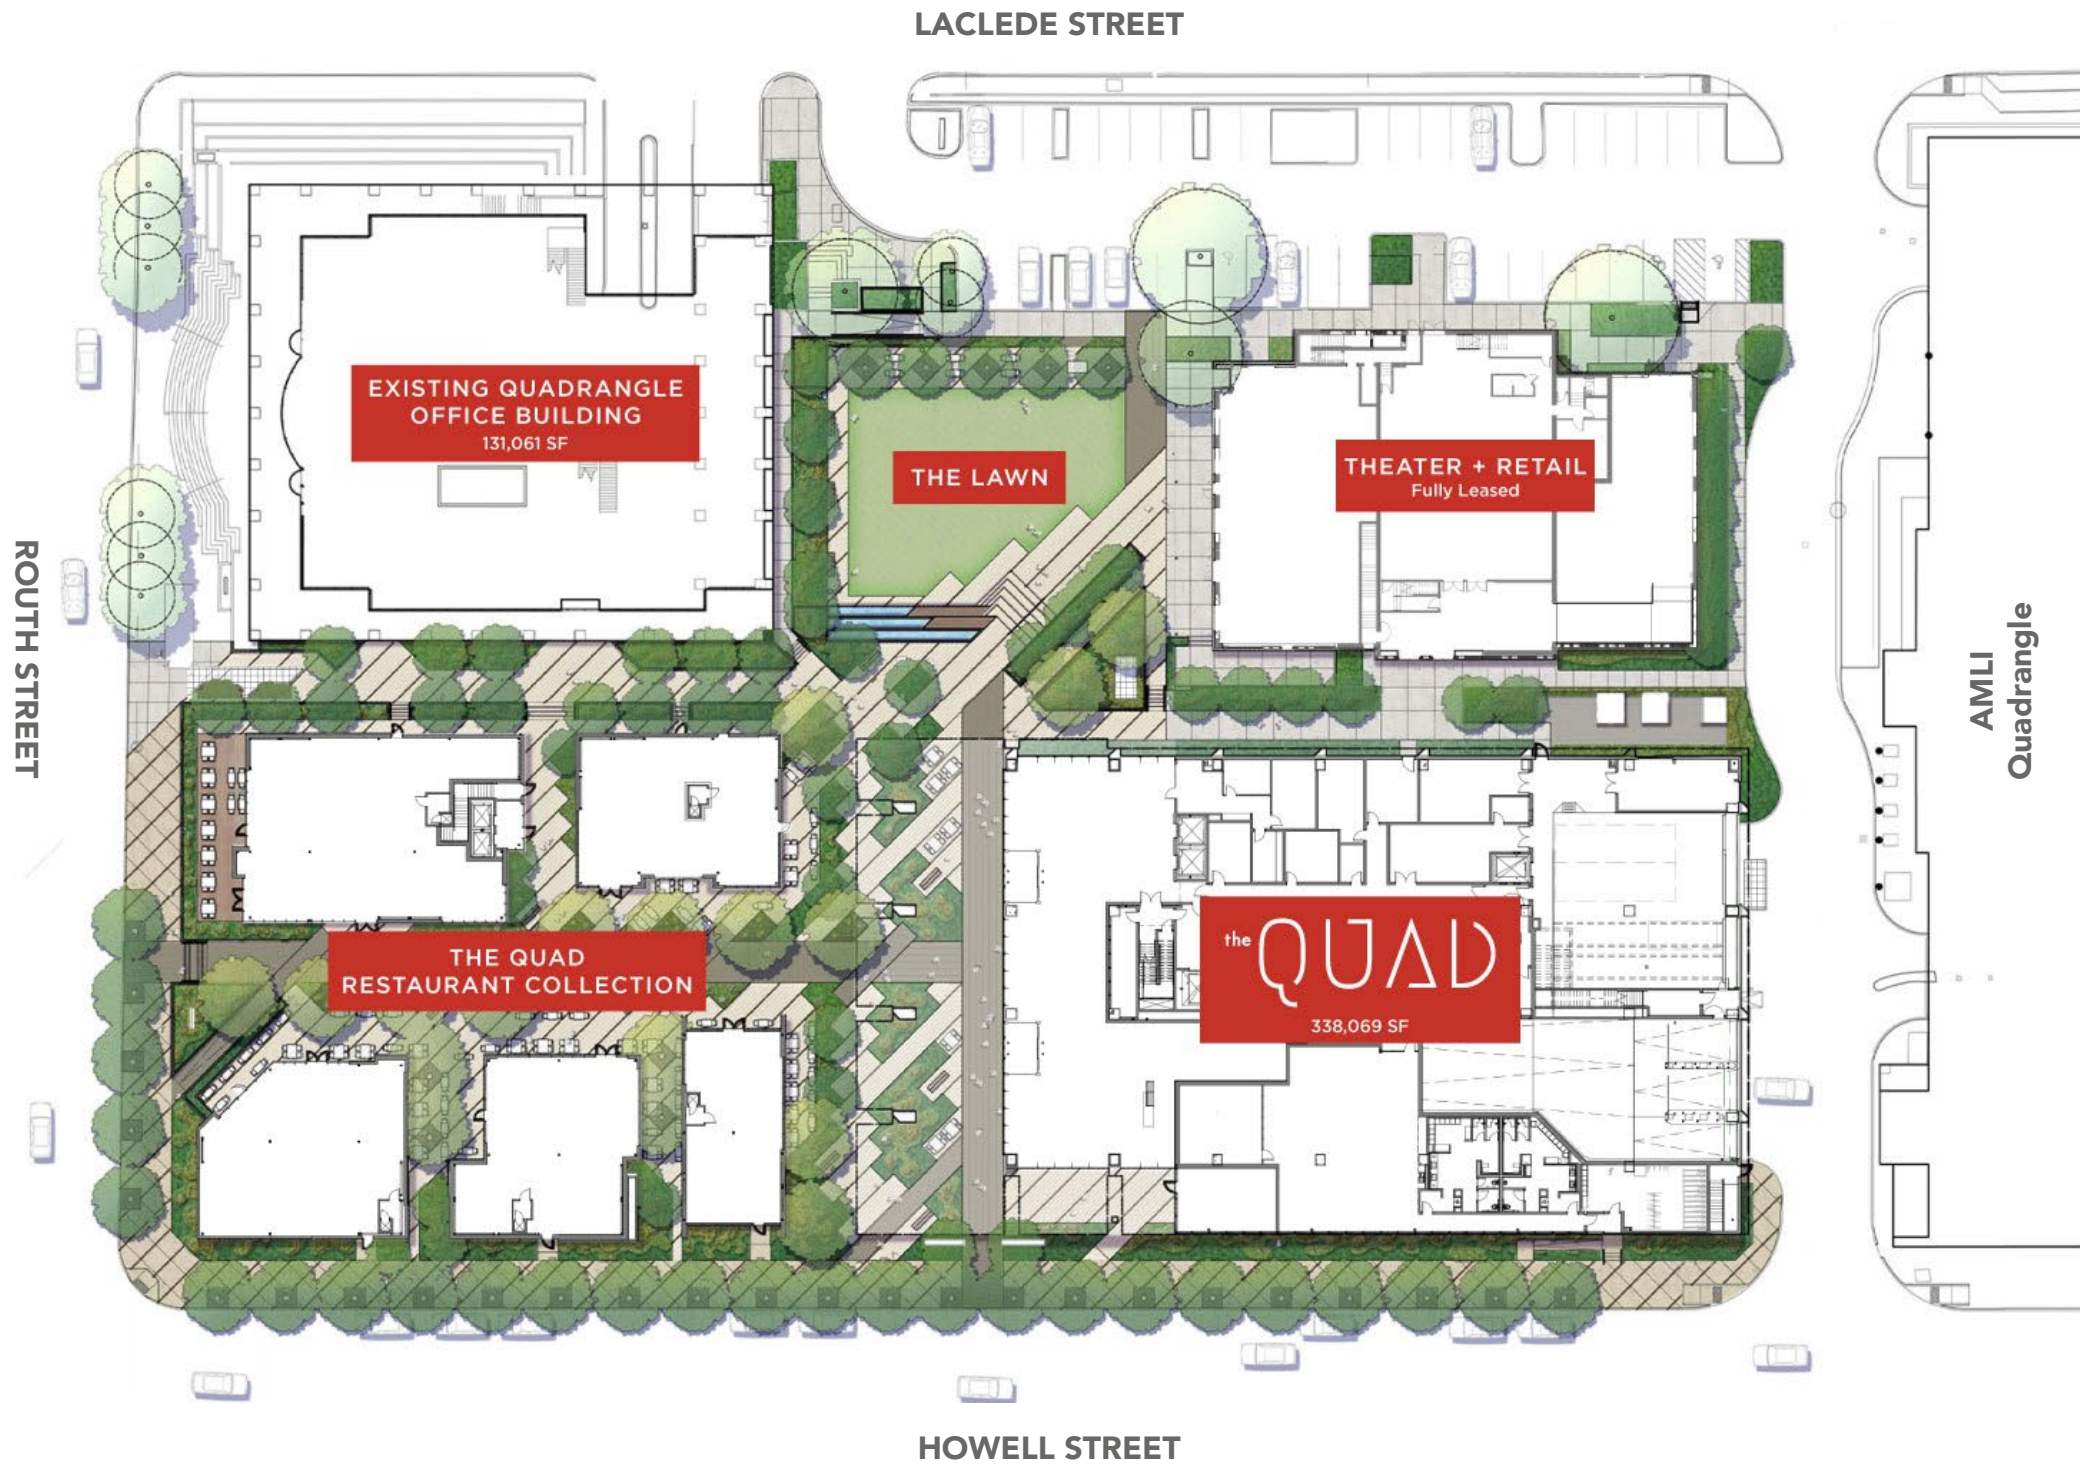 LACLEDE STREET
EXISTING QUADRANGLE
OFFICE BUILDING
131,061 SF
THE LAWN
THEATER + RETAIL
Fully Leased
ROUTH STREET
AMLI
Quadrangle
THE QUAD
RESTAURANT COLLECTION
the QUAD
338,069 SF
HOWELL STREET